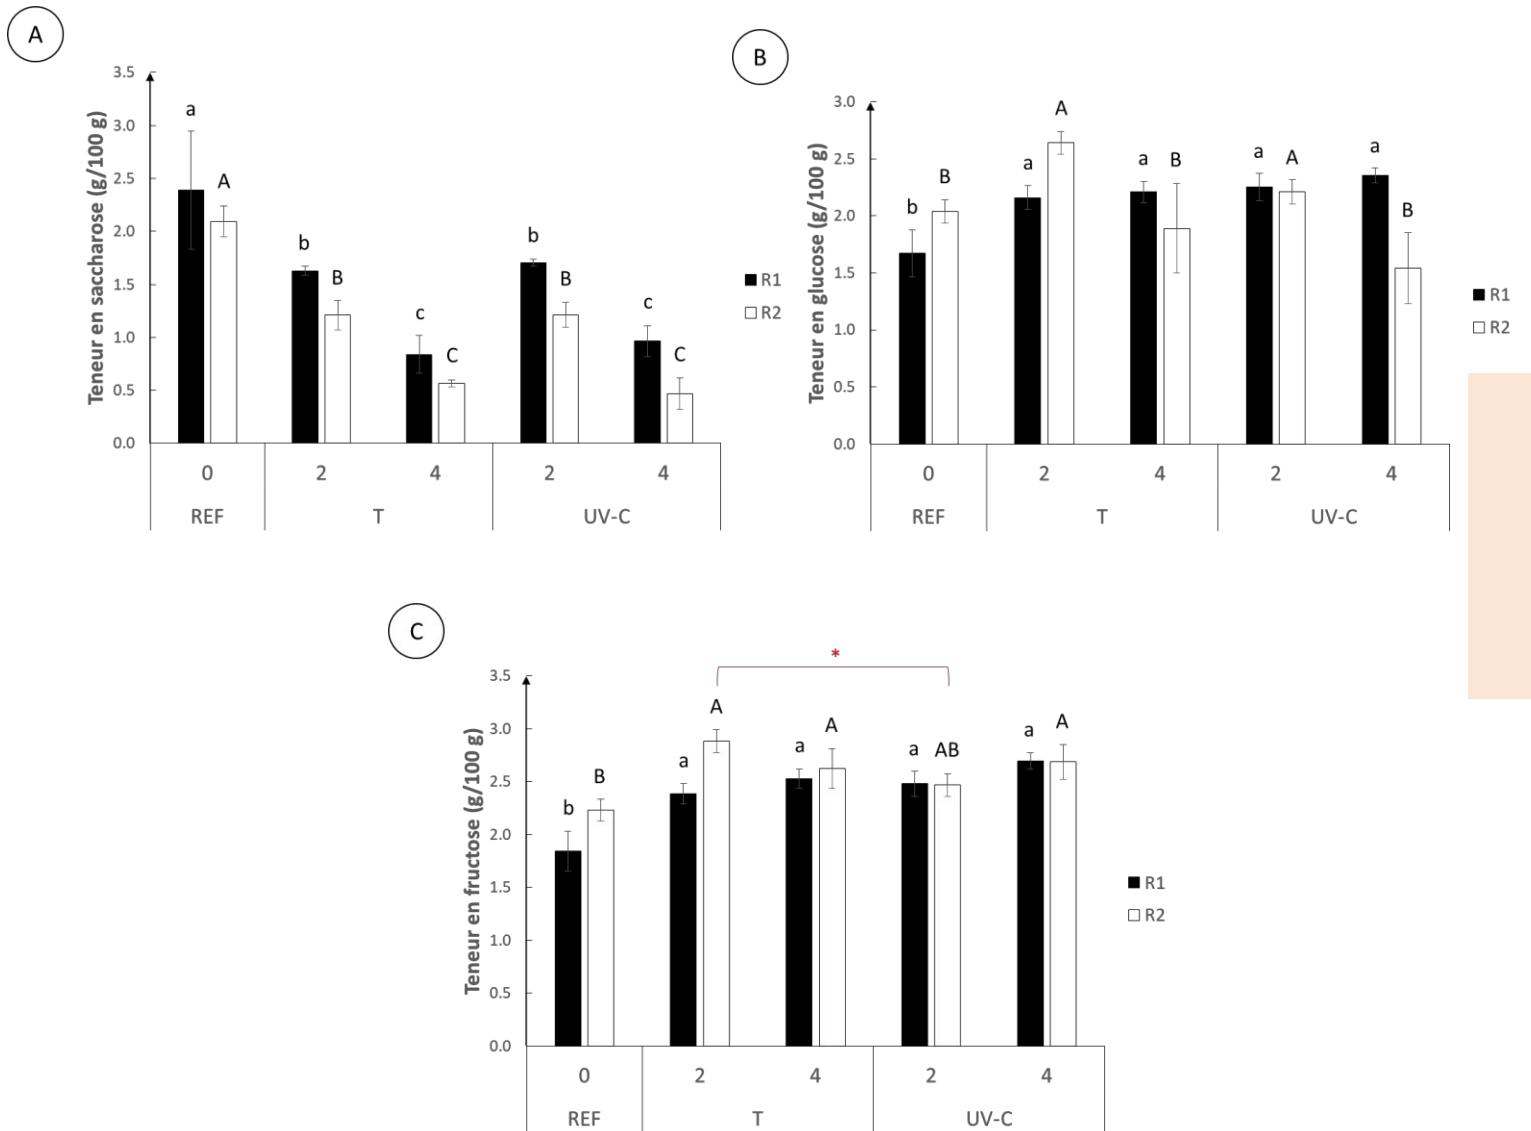 A
Teneur en saccharose (g/100 g)
3.5
3.0
2.5
2.0
1.5
1.0
0.5
0.0
a
A
b
B
c
C
b
B
c
C
0
2
4
2
4
REF
T
UV-C
R1
R2
B
Teneur en glucose (g/100 g)
3.0
2.5
2.0
1.5
1.0
0.5
0.0
b
B
a
A
a
B
a
A
a
B
0
2
4
2
4
REF
T
UV-C
R1
R2
C
Teneur en fructose (g/100 g)
3.5
3.0
2.5
2.0
1.5
1.0
0.5
0.0
*
b
B
a
A
a
A
a
AB
a
A
0
2
4
2
4
REF
T
UV-C
R1
R2